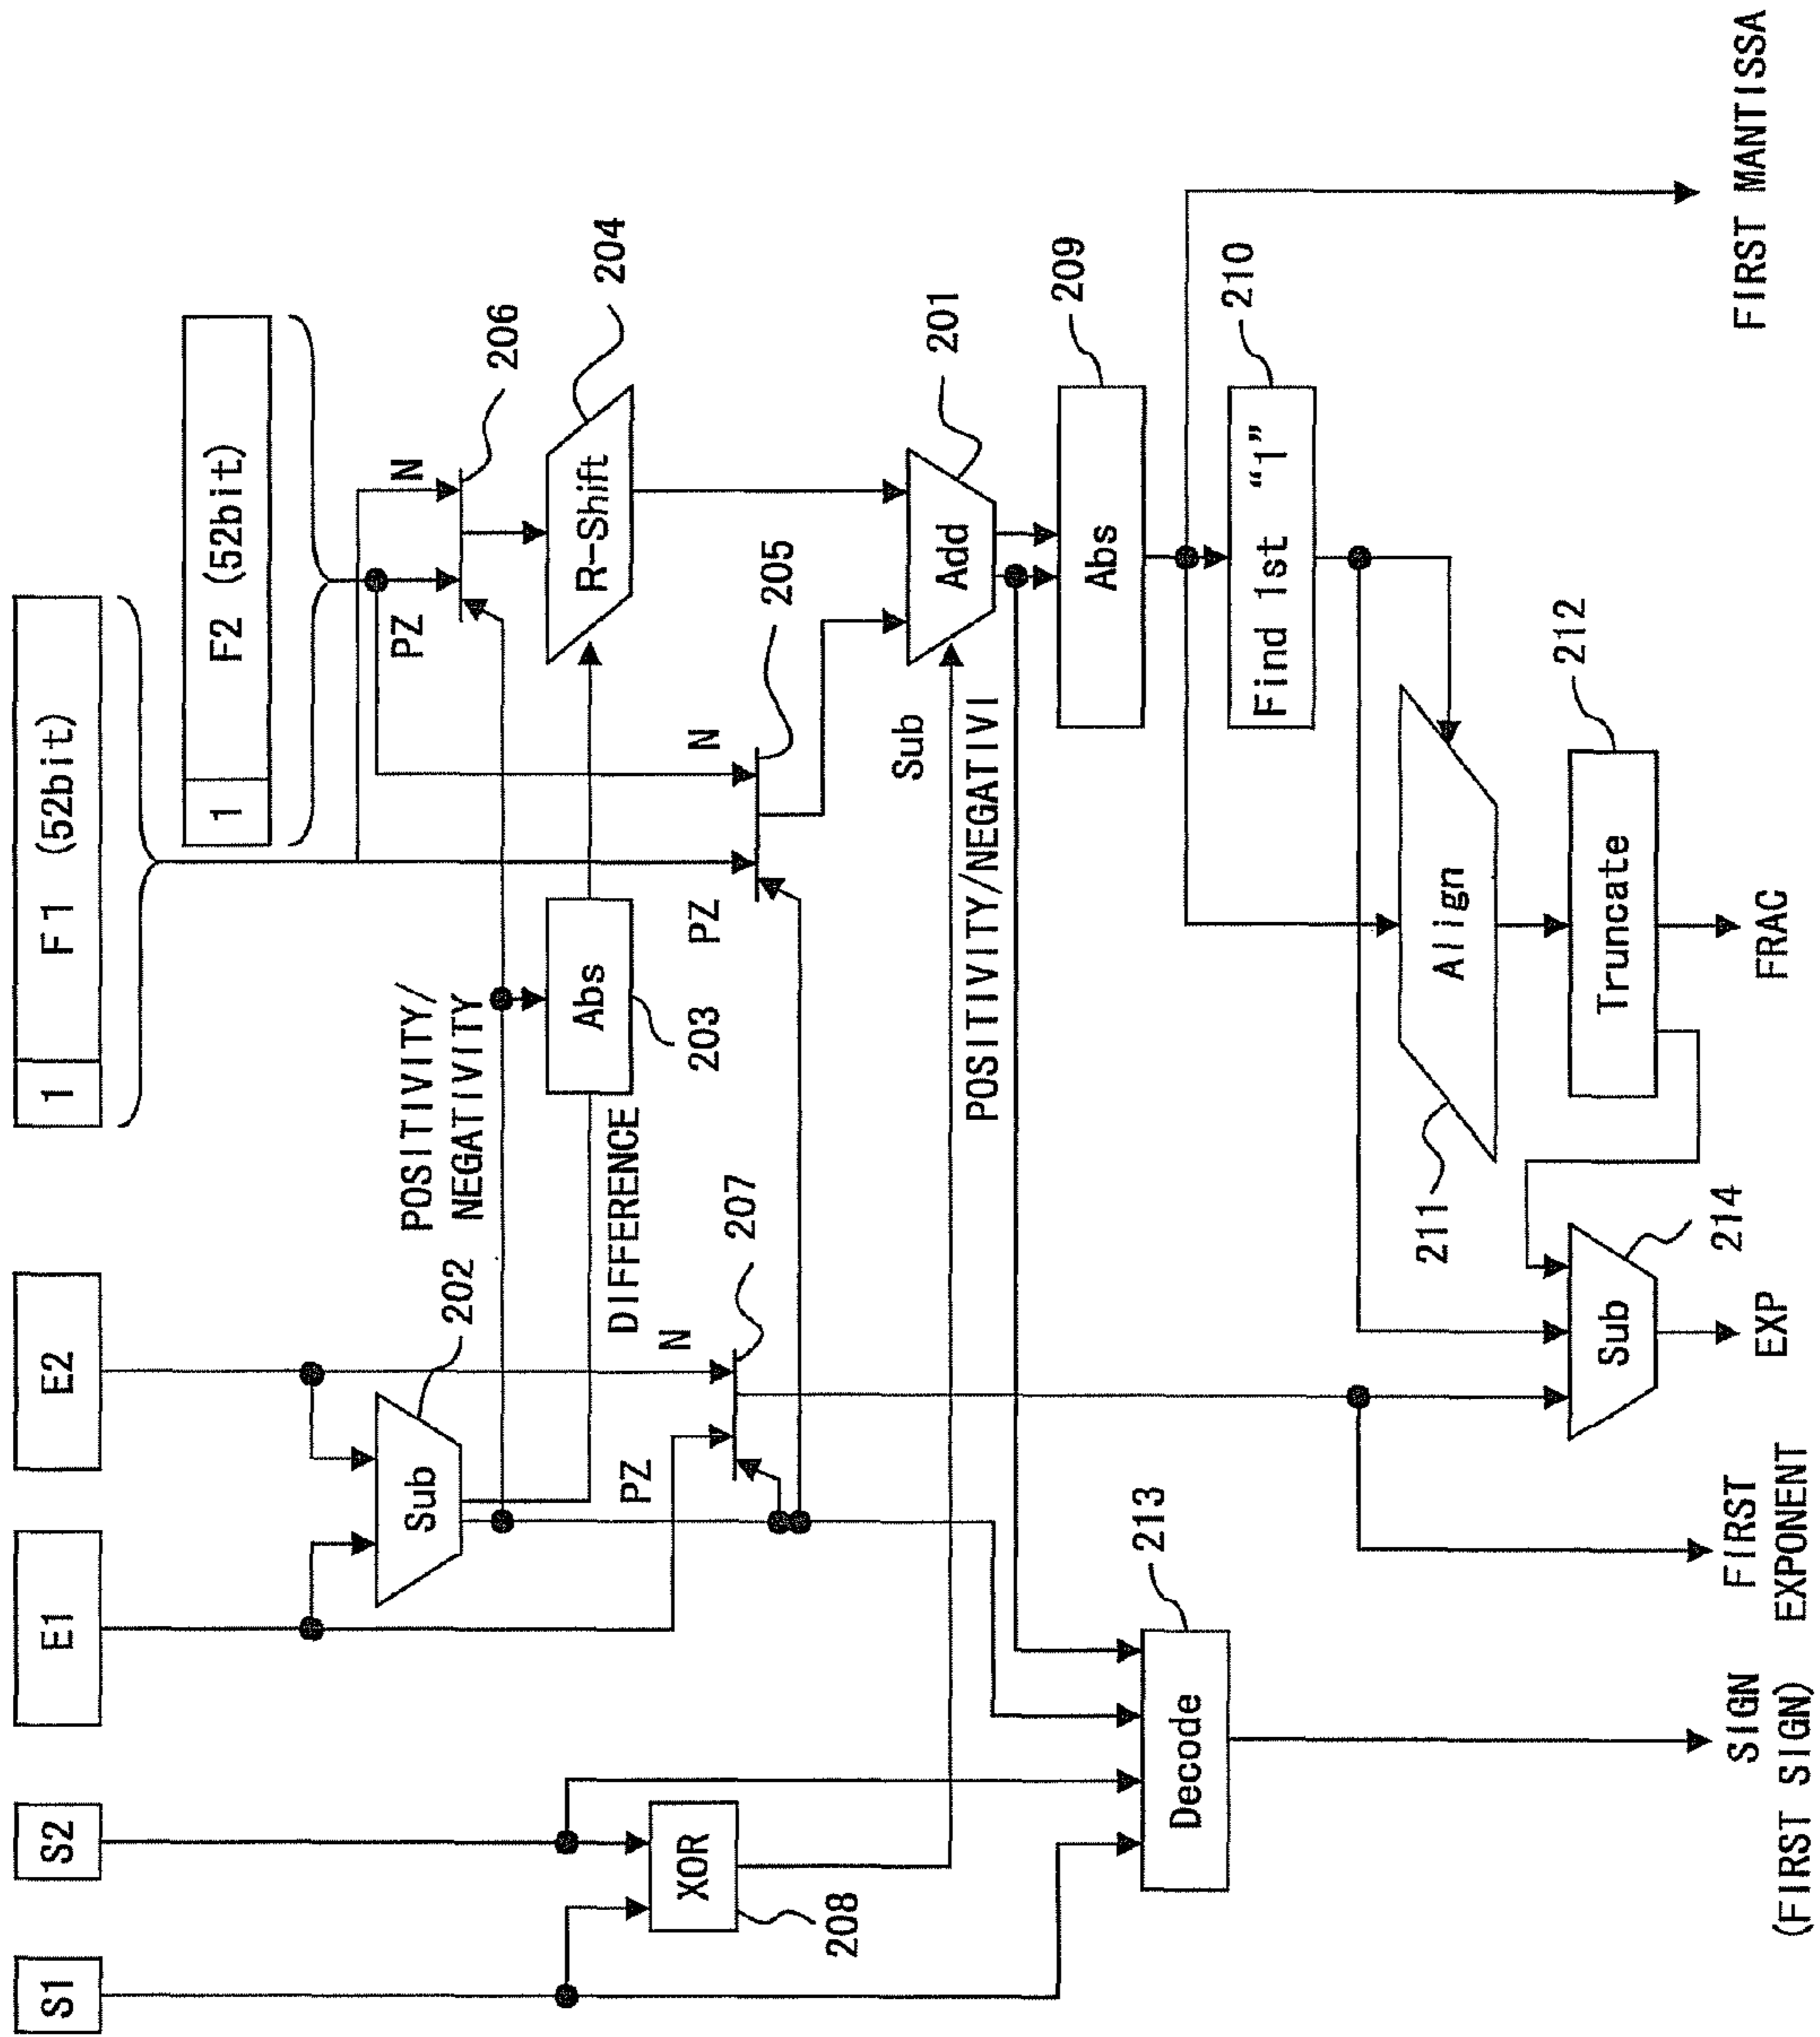 S1
S2
E1
E2
1
F1 (52bit)
1
F2 (52bit)
Sub
202
POSITIVITY/
NEGATIVITY
PZ
N
206
DIFFERENCE
Abs
203
R-Shift
204
XOR
208
PZ
N
207
PZ
N
205
Sub
Add
201
POSITIVITY/NEGATIVI
Abs
209
Decode
213
Find 1st “1”
210
Align
211
Truncate
212
Sub
214
SIGN
(FIRST SIGN)
FIRST
EXPONENT
EXP
FRAC
FIRST MANTISSA